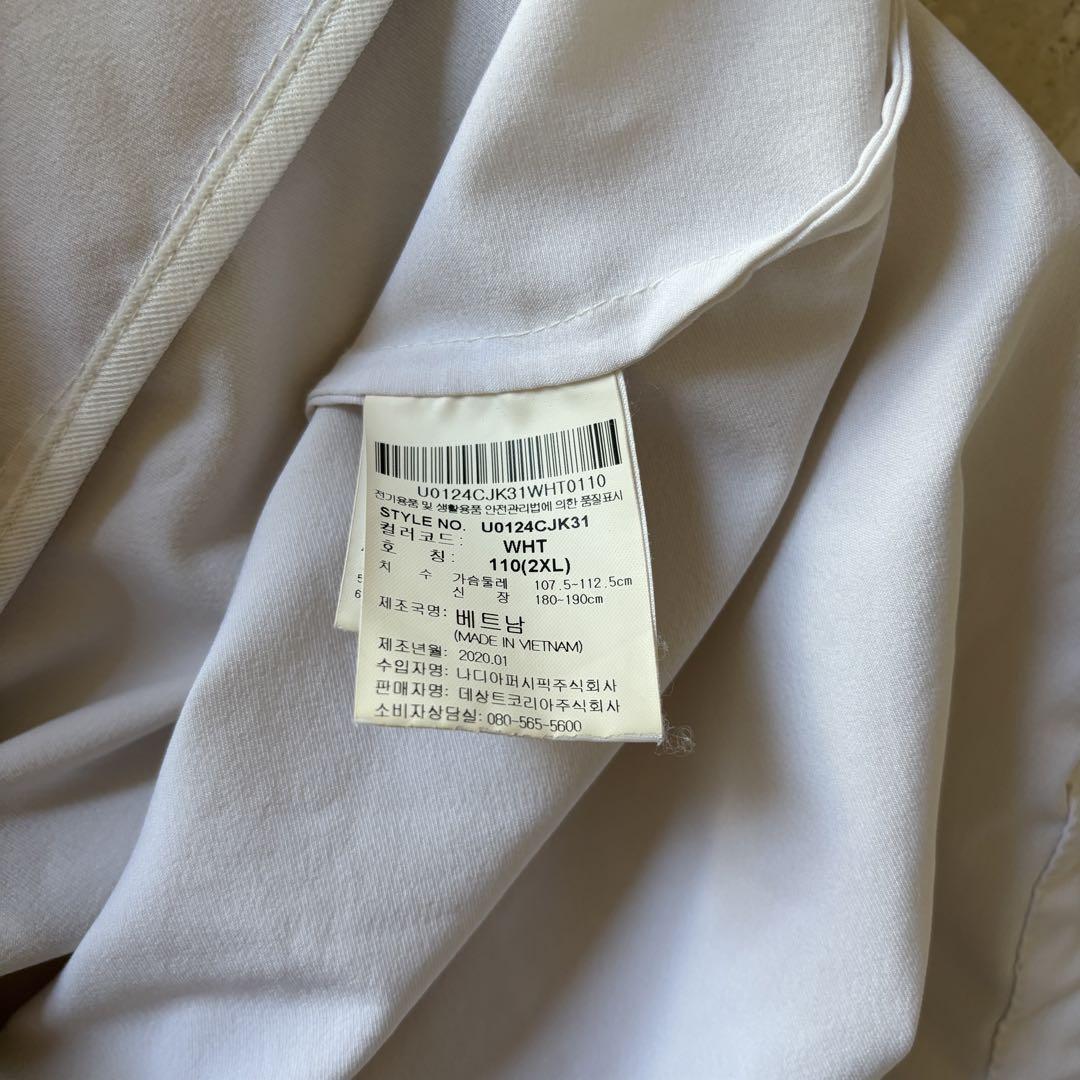 U0124CJK31WHT0110
전기용품 및 생활용품 안전관리법에 의한 품질표시
STYLE NO. U0124CJK31
컬러코드: WHT
호 칭: 110(2XL)
치 수 가슴둘레 107.5~112.5cm
신 장 180~190cm
제조국명: 베트남
(MADE IN VIETNAM)
제조년월: 2020.01
수입자명: 나디아퍼시픽주식회사
판매자명: 데상트코리아주식회사
소비자상담실: 080-565-5600